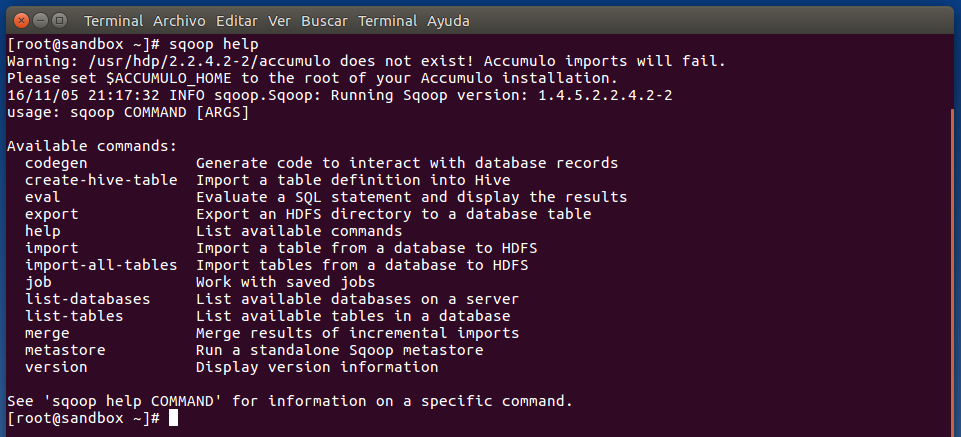 Terminal Archivo Editar Ver Buscar Terminal Ayuda
[root@sandbox ~]# sqoop help
Warning: /usr/hdp/2.2.4.2-2/accumulo does not exist! Accumulo imports will fail.
Please set $ACCUMULO_HOME to the root of your Accumulo installation.
16/11/05 21:17:32 INFO sqoop.Sqoop: Running Sqoop version: 1.4.5.2.2.4.2-2
usage: sqoop COMMAND [ARGS]

Available commands:
  codegen            Generate code to interact with database records
  create-hive-table  Import a table definition into Hive
  eval               Evaluate a SQL statement and display the results
  export             Export an HDFS directory to a database table
  help               List available commands
  import             Import a table from a database to HDFS
  import-all-tables  Import tables from a database to HDFS
  job                Work with saved jobs
  list-databases     List available databases on a server
  list-tables        List available tables in a database
  merge              Merge results of incremental imports
  metastore          Run a standalone Sqoop metastore
  version            Display version information

See 'sqoop help COMMAND' for information on a specific command.
[root@sandbox ~]#